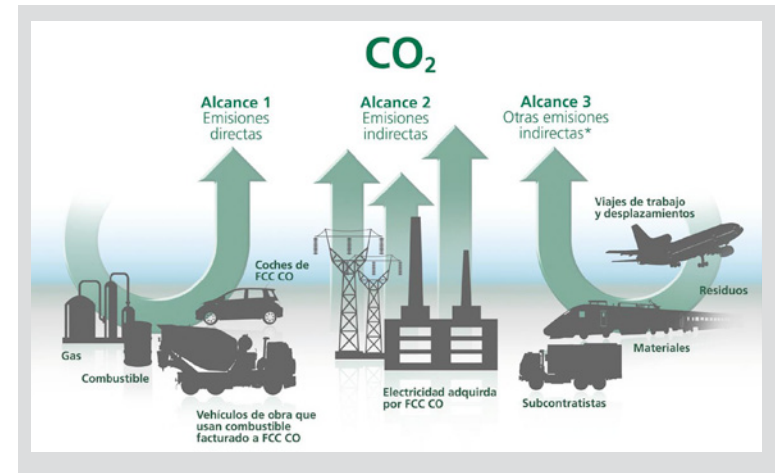 CO₂
Alcance 1
Emisiones
directas
Alcance 2
Emisiones
indirectas
Alcance 3
Otras emisiones
indirectas*
Viajes de trabajo
y desplazamientos
Coches de
FCC CO
Residuos
Gas
Combustible
Materiales
Vehículos de obra que
usan combustible
facturado a FCC CO
Electricidad adquirda
por FCC CO
Subcontratistas